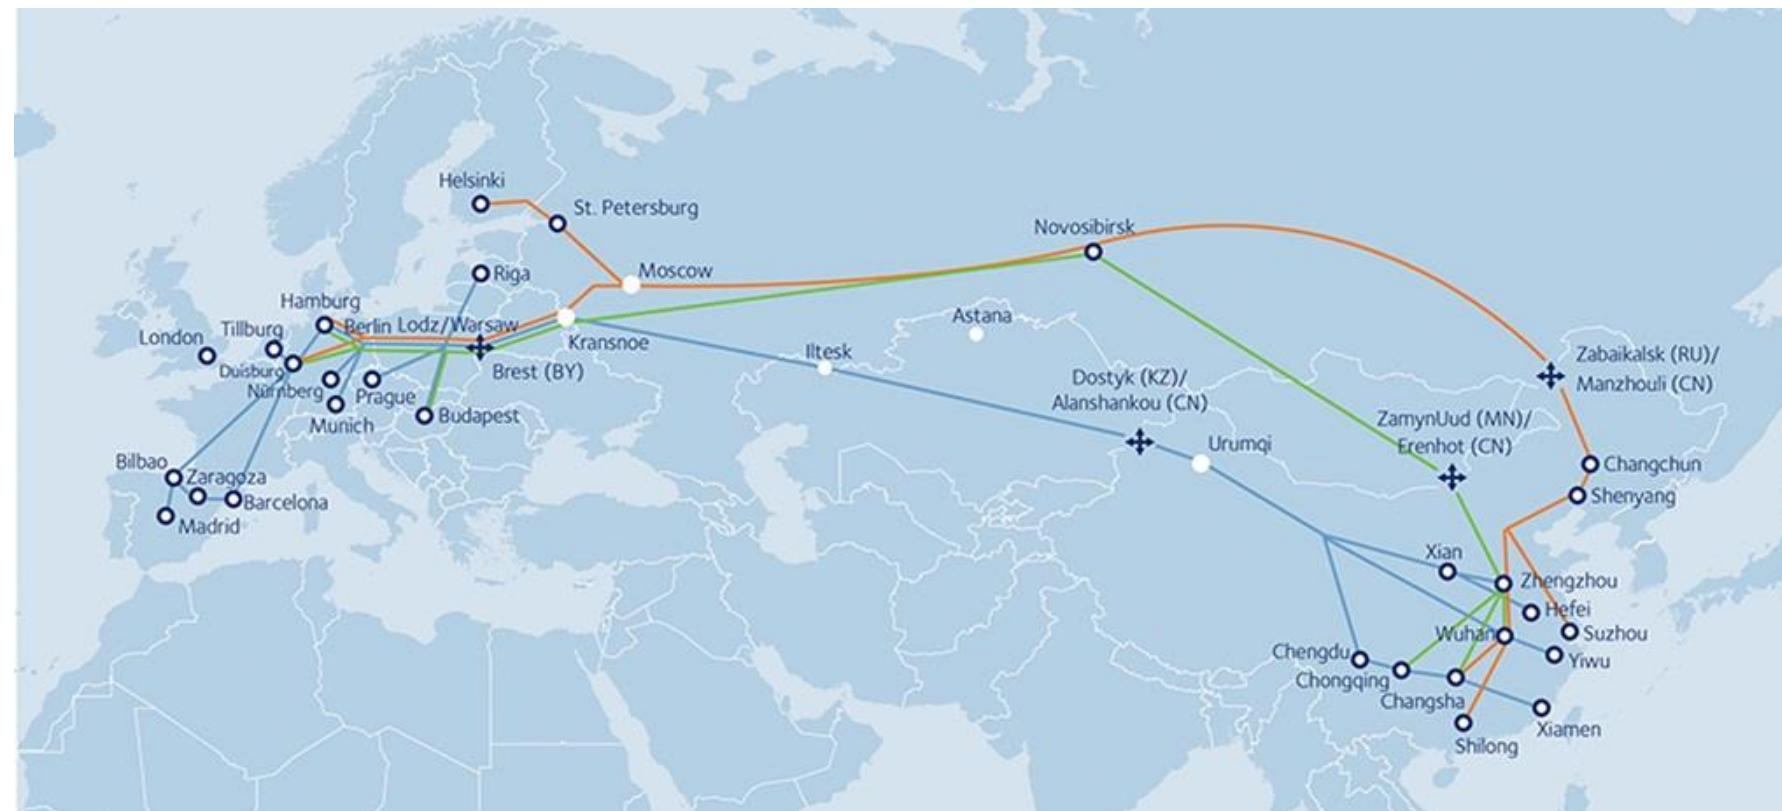 Helsinki
St. Petersburg
Riga
Moscow
Novosibirsk
Hamburg
Berlin
Lodz/Warsaw
London
Tillburg
Duisburg
Nürnberg
Prague
Munich
Budapest
Brest (BY)
Kransnoe
Iltesk
Astana
Dostyk (KZ)/
Alanshankou (CN)
Urumqi
Zabaikalsk (RU)/
Manzhouli (CN)
ZamynUud (MN)/
Erenhot (CN)
Changchun
Shenyang
Bilbao
Zaragoza
Barcelona
Madrid
Xian
Zhengzhou
Hefei
Wuhan
Suzhou
Yiwu
Chengdu
Chongqing
Changsha
Xiamen
Shilong